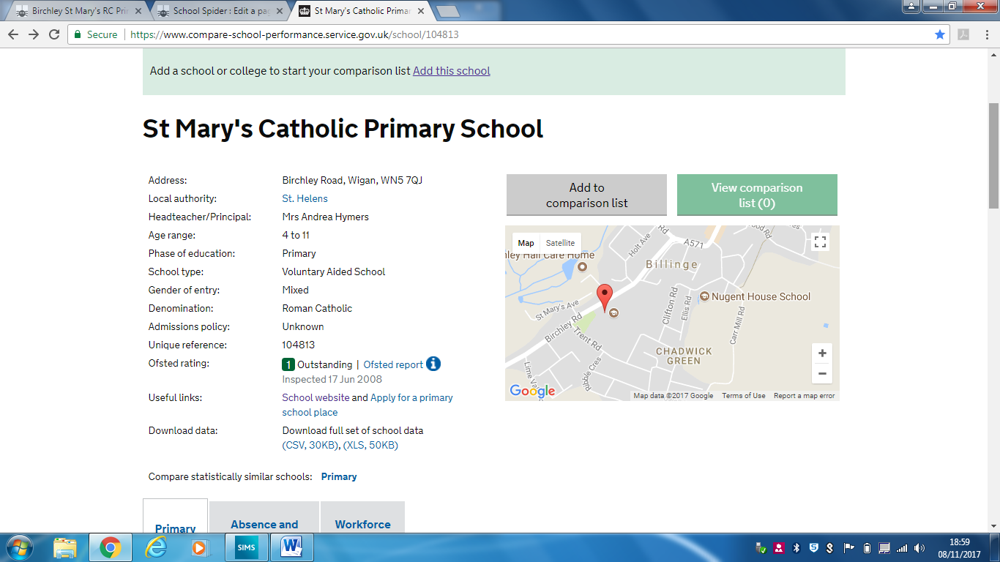 Birchley St Mary's RC Pri
School Spider : Edit a pa
St Mary's Catholic Primar
Secure
https://www.compare-school-performance.service.gov.uk/school/104813
Add a school or college to start your comparison list Add this school
St Mary's Catholic Primary School
Address: Birchley Road, Wigan, WN5 7QJ
Local authority: St. Helens
Headteacher/Principal: Mrs Andrea Hymers
Age range: 4 to 11
Phase of education: Primary
School type: Voluntary Aided School
Gender of entry: Mixed
Denomination: Roman Catholic
Admissions policy: Unknown
Unique reference: 104813
Ofsted rating: 1 Outstanding | Ofsted report i
Inspected 17 Jun 2008
Useful links: School website and Apply for a primary
school place
Download data: Download full set of school data
(CSV, 30KB), (XLS, 50KB)
Compare statistically similar schools: Primary
Primary
Absence and
Workforce
Add to
comparison list
View comparison
list (0)
Map
Satellite
hley Hall Care Home
Holt Ave
Rd
A571
ood Rd
Billinge
Nugent House School
St Mary's Ave
Birchley Rd
Trent Rd
Clifton Rd
Ellis Rd
Carr Mill Rd
CHADWICK
GREEN
Lime Va
Ribble Cres
+
−
Google
Map data ©2017 Google
Terms of Use
Report a map error
SIMS
W
18:59
08/11/2017